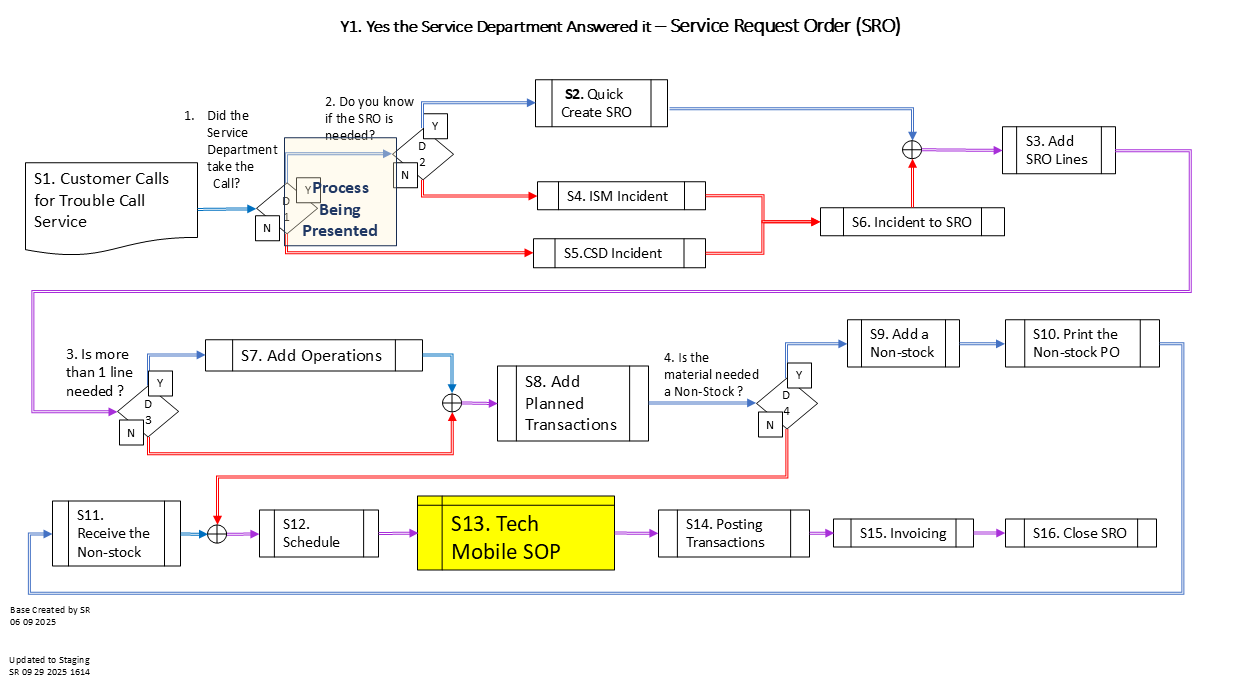 Y1. Yes the Service Department Answered it – Service Request Order (SRO)
1. Did the
Service
Department
take the
Call?
2. Do you know
if the SRO is
needed?
S1. Customer Calls
for Trouble Call
Service
D
1
Y
N
Process
Being
Presented
D
2
Y
N
S2. Quick
Create SRO
S4. ISM Incident
S5.CSD Incident
S6. Incident to SRO
S3. Add
SRO Lines
3. Is more
than 1 line
needed ?
D
3
Y
N
S7. Add Operations
S8. Add
Planned
Transactions
4. Is the
material needed
a Non-Stock ?
D
4
Y
N
S9. Add a
Non-stock
S10. Print the
Non-stock PO
S11.
Receive the
Non-stock
S12.
Schedule
S13. Tech
Mobile SOP
S14. Posting
Transactions
S15. Invoicing
S16. Close SRO
Base Created by SR
06 09 2025
Updated to Staging
SR 09 29 2025 1614